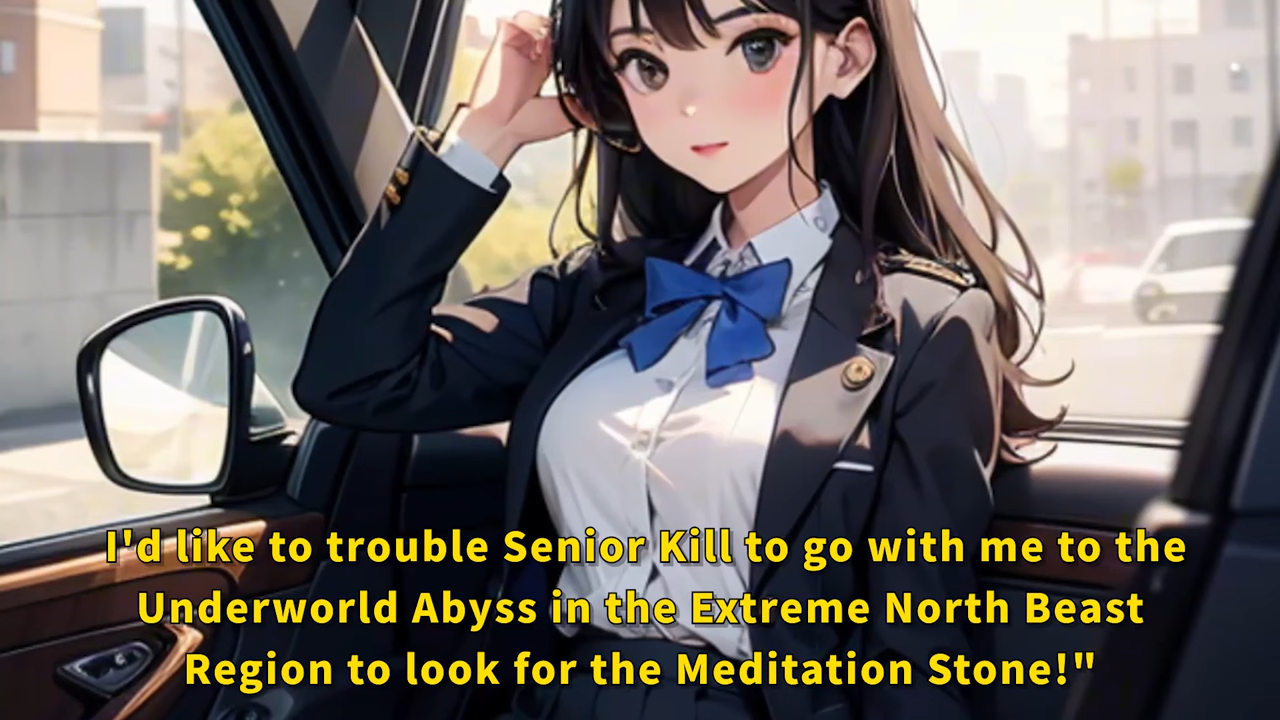 I'd like to trouble Senior Kill to go with me to the
Underworld Abyss in the Extreme North Beast
Region to look for the Meditation Stone!"